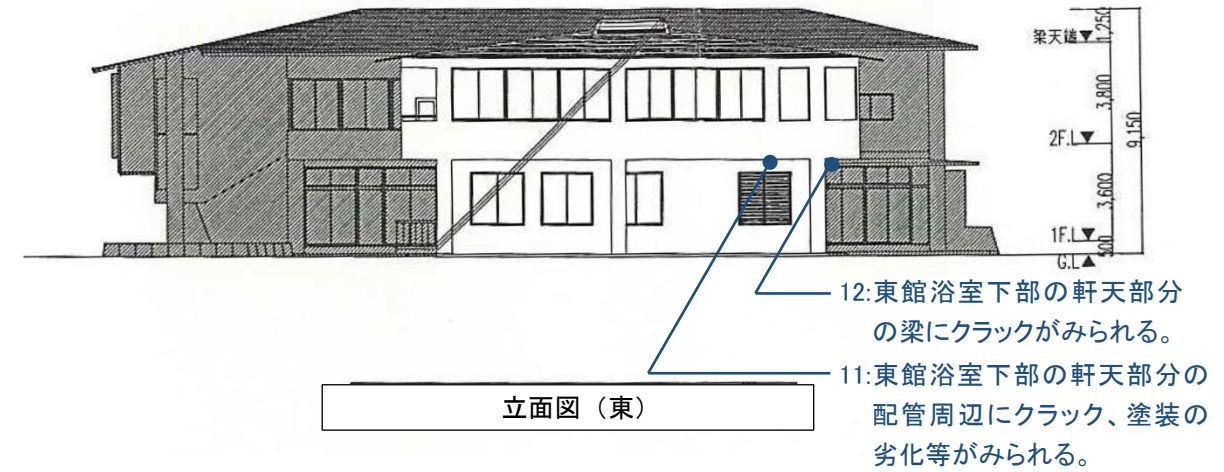 1,250
梁天端▼
3,800
9,150
2F.L▼
3,600
1F.L▼
500
G.L▲
12:東館浴室下部の軒天部分
の梁にクラックがみられる。
11:東館浴室下部の軒天部分の
配管周辺にクラック、塗装の
劣化等がみられる。
立面図（東）